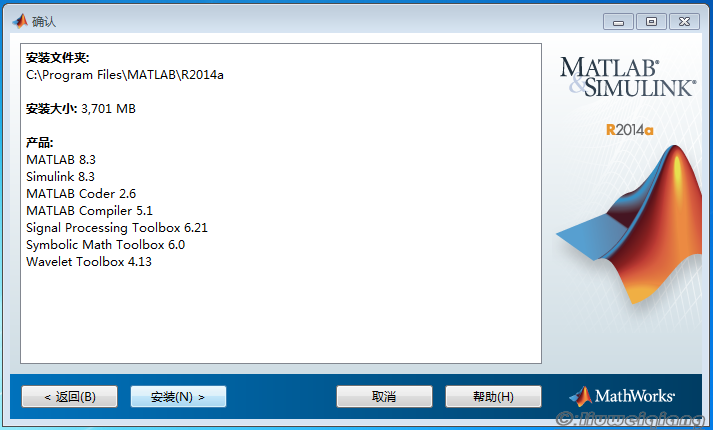 确认
安装文件夹:
C:\Program Files\MATLAB\R2014a
安装大小: 3,701 MB
产品:
MATLAB 8.3
Simulink 8.3
MATLAB Coder 2.6
MATLAB Compiler 5.1
Signal Processing Toolbox 6.21
Symbolic Math Toolbox 6.0
Wavelet Toolbox 4.13
MATLAB®
&SIMULINK®
R2014a
< 返回(B)
安装(N) >
取消
帮助(H)
MathWorks®